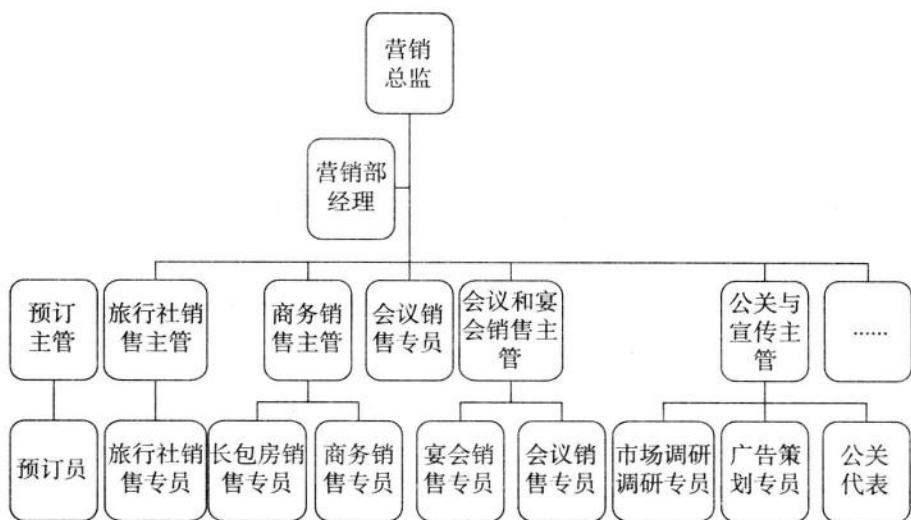 营销
总监
营销部
经理
预订
主管
旅行社销
售主管
商务销
售主管
会议销
售专员
会议和宴
会销售主管
公关与
宣传主
管
……
预订员
旅行社销
售专员
长包房销
售专员
商务销
售专员
宴会销
售专员
会议销
售专员
市场调研
调研专员
广告策
划专员
公关
代表